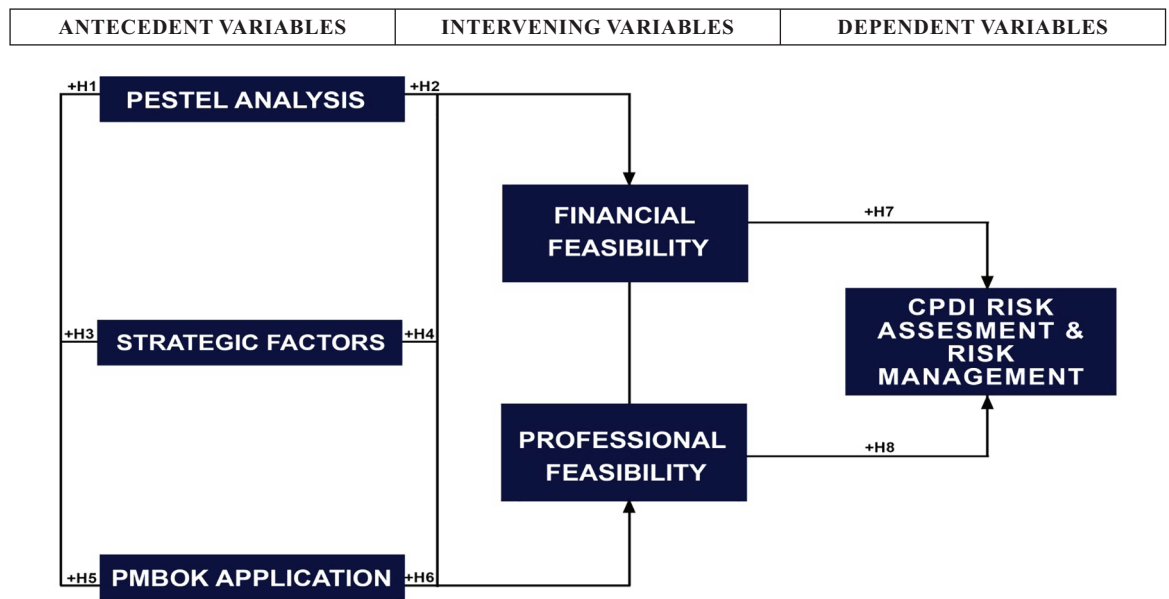 ANTECEDENT VARIABLES
INTERVENING VARIABLES
DEPENDENT VARIABLES
+H1
PESTEL ANALYSIS
+H2
FINANCIAL
FEASIBILITY
+H7
CPDI RISK
ASSESMENT &
RISK
MANAGEMENT
+H3
STRATEGIC FACTORS
+H4
PROFESSIONAL
FEASIBILITY
+H8
+H5
PMBOK APPLICATION
+H6